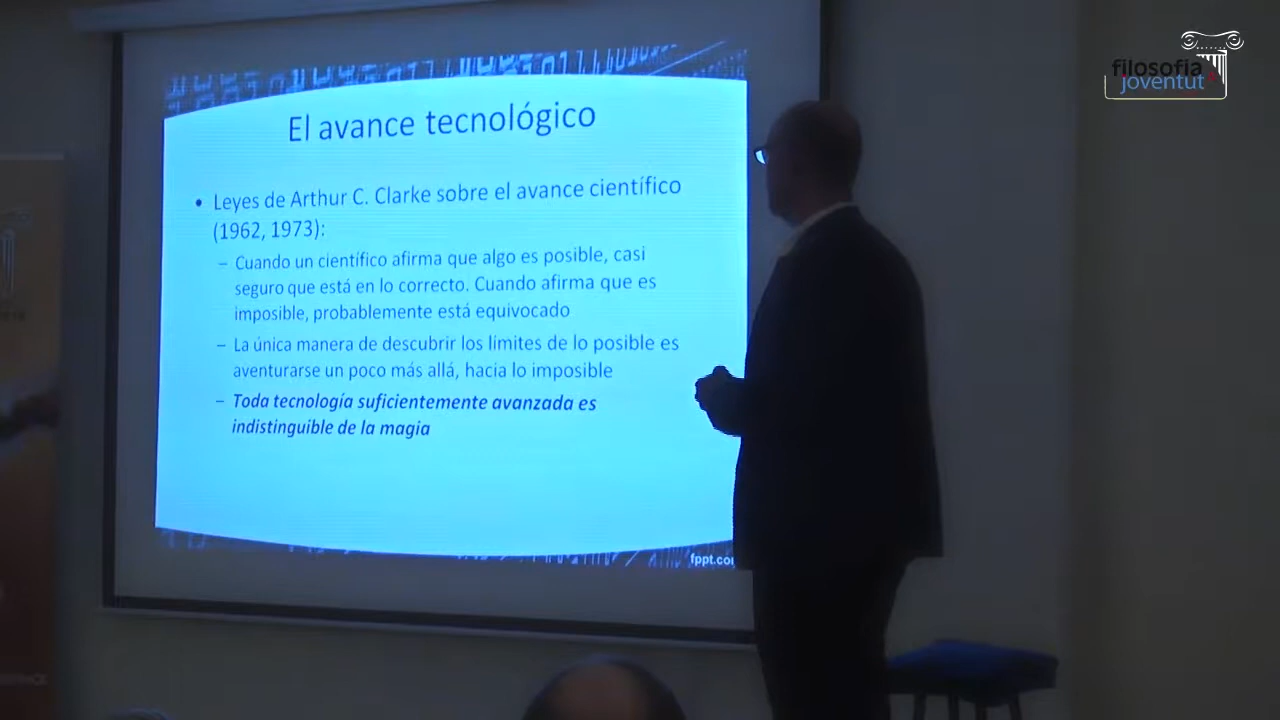 filosofia
joventut
El avance tecnológico
• Leyes de Arthur C. Clarke sobre el avance científico
(1962, 1973):
– Cuando un científico afirma que algo es posible, casi
seguro que está en lo correcto. Cuando afirma que es
imposible, probablemente está equivocado
– La única manera de descubrir los límites de lo posible es
aventurarse un poco más allá, hacia lo imposible
– Toda tecnología suficientemente avanzada es
indistinguible de la magia